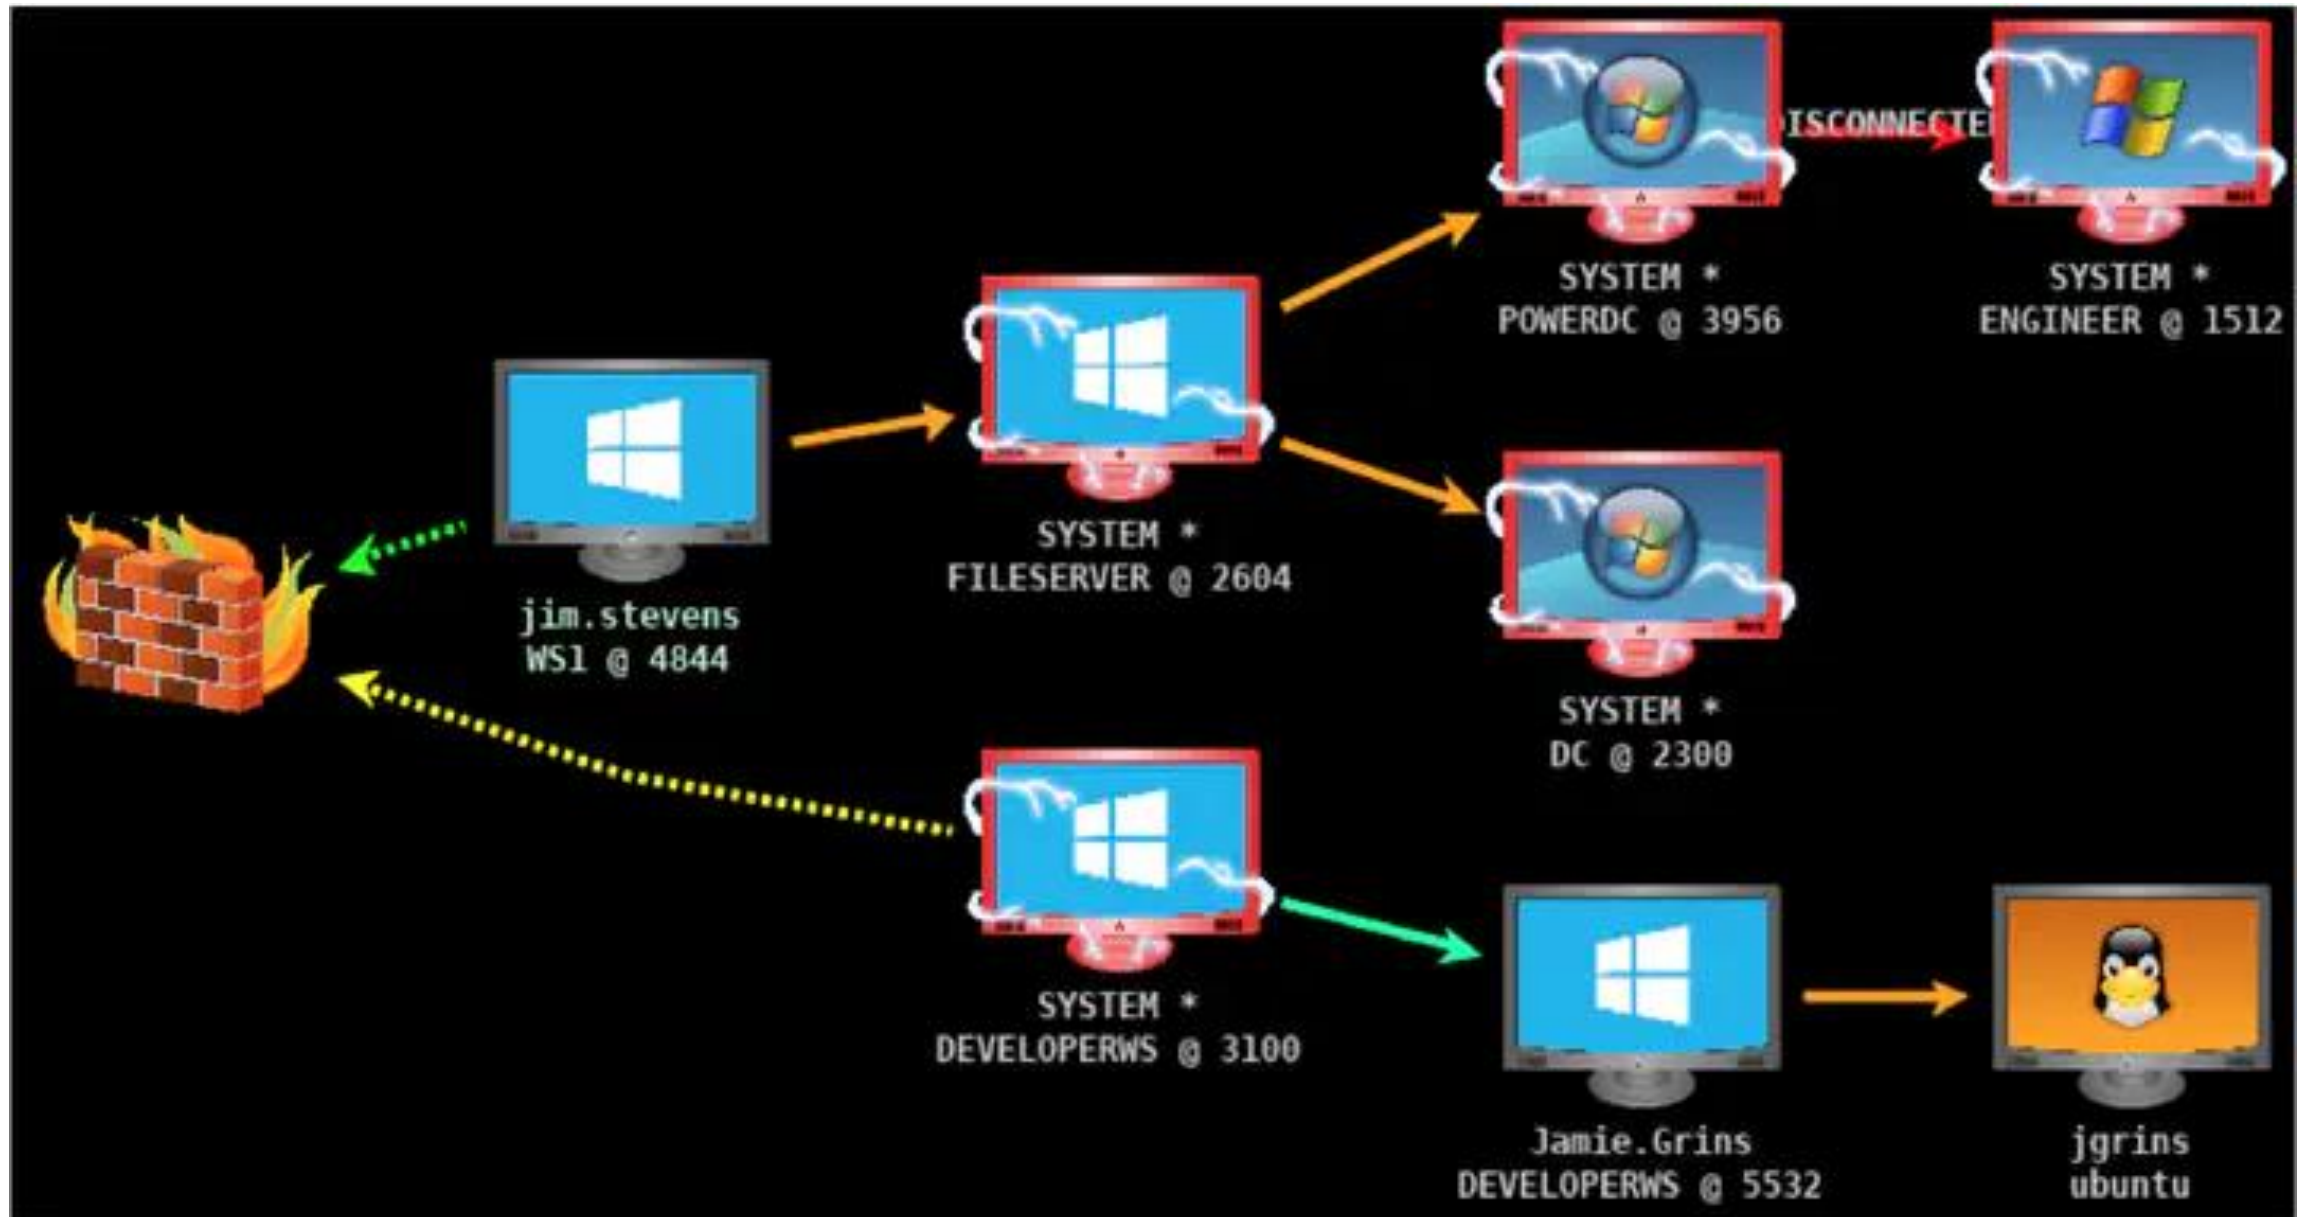 ISCONNECTE
SYSTEM *
POWERDC @ 3956
SYSTEM *
ENGINEER @ 1512
SYSTEM *
FILESERVER @ 2604
jim.stevens
WS1 @ 4844
SYSTEM *
DC @ 2300
SYSTEM *
DEVELOPERWS @ 3100
Jamie.Grins
DEVELOPERWS @ 5532
jgrins
ubuntu